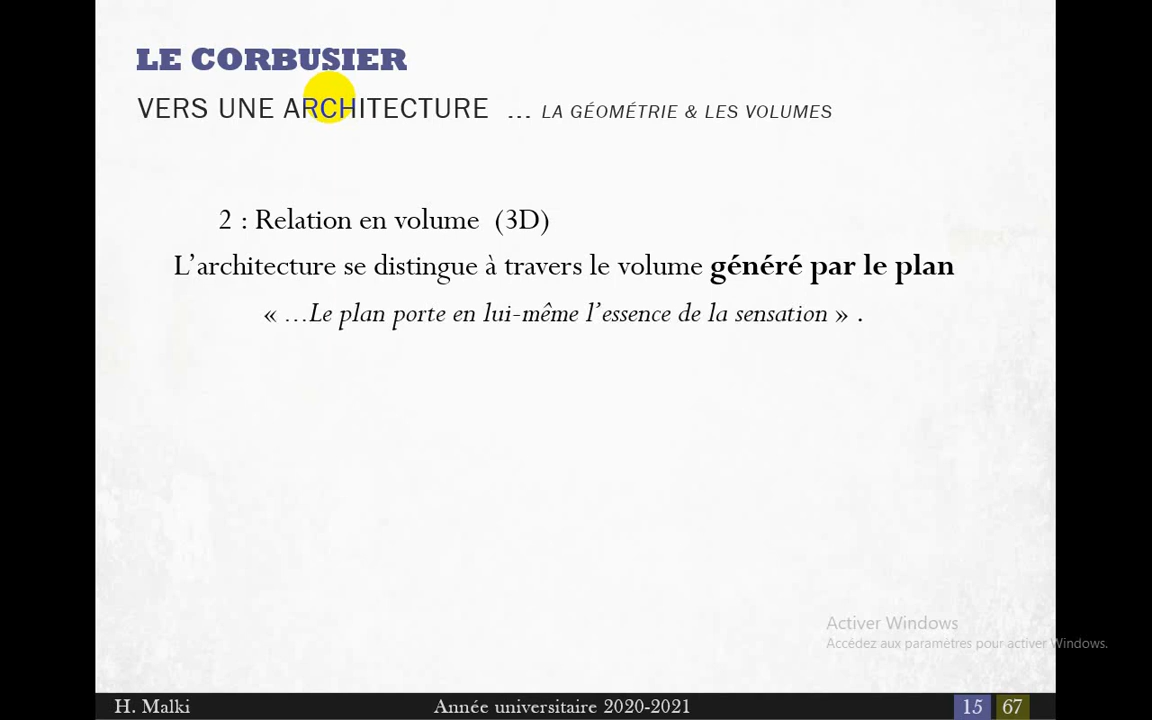 LE CORBUSIER
VERS UNE ARCHITECTURE ... LA GÉOMÉTRIE & LES VOLUMES
2 : Relation en volume (3D)
L'architecture se distingue à travers le volume généré par le plan
« ...Le plan porte en lui-même l'essence de la sensation » .
Activer Windows
Accédez aux paramètres pour activer Windows.
H. Malki Année universitaire 2020-2021 15 67